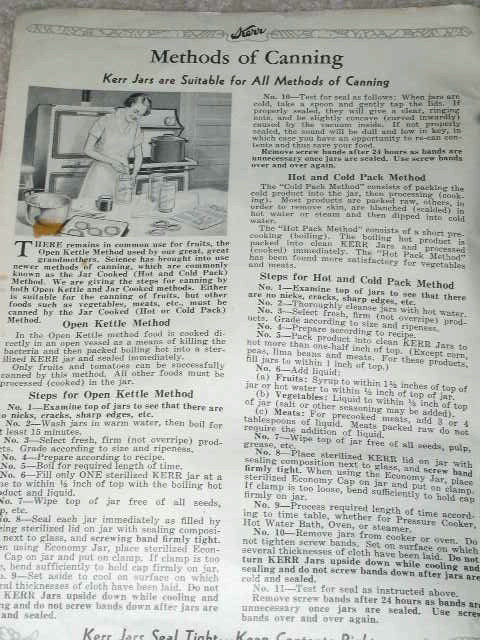 Kerr
Methods of Canning
Kerr Jars are Suitable for All Methods of Canning
THERE remains in common use for fruits, the
Open Kettle Method used by our great, great
grandmothers. Science has brought into use
newer methods of canning, which are commonly
known as the Jar Cooked (Hot and Cold Pack)
Method. We are giving the steps for canning by
both Open Kettle and Jar Cooked methods. Either
is suitable for the canning of fruits, but other
foods such as vegetables, meats, etc., must be
canned by the Jar Cooked (Hot or Cold Pack)
Method.
Open Kettle Method
In the Open Kettle method food is cooked di-
rectly in an open vessel as a means of killing the
bacteria and then packed boiling hot into a ster-
ilized KERR jar and sealed immediately.
Only fruits and tomatoes can be successfully
canned by this method. All other foods must be
processed (cooked) in the jar.
Steps for Open Kettle Method
No. 1—Examine top of jars to see that there are
no nicks, cracks, sharp edges, etc.
No. 2—Wash jars in warm water, then boil for
at least 15 minutes.
No. 3—Select fresh, firm (not overripe) prod-
ucts. Grade according to size and ripeness.
No. 4—Prepare according to recipe.
No. 5—Boil for required length of time.
No. 6—Fill only ONE sterilized KERR jar at a
time to within ½ inch of top with the boiling hot
product and liquid.
No. 7—Wipe top of jar free of all seeds,
pulp, etc.
No. 8—Seal each jar immediately as filled by
placing sterilized lid on jar with sealing composi-
tion next to glass, and screwing band firmly tight.
When using Economy Jar, place sterilized Econ-
omy Cap on jar and put on clamp. If clamp is too
loose, bend sufficiently to hold cap firmly on jar.
No. 9—Set aside to cool on surface on which
several thicknesses of cloth have been laid. Do not
turn KERR Jars upside down while cooling and
sealing and do not screw bands down after jars are
cold and sealed.
No. 10—Test for seal as follows: When jars are
cold, take a spoon and gently tap the lids. If
properly sealed, they will give a clear, ringing
note, and be slightly concave (curved inwardly)
caused by the vacuum inside. If not properly
sealed, the sound will be dull and low in key, in
which case you have an opportunity to re-can con-
tents and thus save your food.
Remove screw bands after 24 hours as bands are
unnecessary once jars are sealed. Use screw bands
over and over again.
Hot and Cold Pack Method
The "Cold Pack Method" consists of packing the
cold product into the jar, then processing (cook-
ing). Most products are packed raw, others, in
order to remove skin, are blanched (scalded) in
hot water or steam and then dipped into cold
water.
The "Hot Pack Method" consists of a short pre-
cooking (boiling). The boiling hot product is
packed into clean KERR Jars and processed
(cooked) immediately. The "Hot Pack Method"
has been found more satisfactory for vegetables
and meats.
Steps for Hot and Cold Pack Method
No. 1—Examine top of jars to see that there
are no nicks, cracks, sharp edges, etc.
No. 2—Thoroughly cleanse jars with hot water.
No. 3—Select fresh, firm (not overripe) prod-
ucts. Grade according to size and ripeness.
No. 4—Prepare according to recipe.
No. 5—Pack product into clean KERR Jars to
not more than one-half inch of top. (Except corn,
peas, lima beans and meats. For these products,
fill jars to within 1 inch of top.)
No. 6—Add liquid:
(a) Fruits: Syrup to within 1½ inches of top of
jar or hot water to within ½ inch of top of jar.
(b) Vegetables: Liquid to within ½ inch of top
of jar (salt or other seasoning may be added).
(c) Meats: For precooked meats, add 3 or 4
tablespoons of liquid. Meats packed raw do not
require the addition of liquid.
No. 7—Wipe top of jar free of all seeds, pulp,
grease, etc.
No. 8—Place sterilized KERR lid on jar with
sealing composition next to glass, and screw band
firmly tight. When using the Economy Jar, place
sterilized Economy Cap on jar and put on clamp.
If clamp is too loose, bend sufficiently to hold cap
firmly on jar.
No. 9—Process required length of time accord-
ing to time table, whether for Pressure Cooker,
Hot Water Bath, Oven, or steamer.
No. 10—Remove jars from cooker or oven. Do
not tighten screw bands. Set on surface on which
several thicknesses of cloth have been laid. Do not
turn KERR Jars upside down while cooling and
sealing and do not screw bands down after jars are
cold and sealed.
No. 11—Test for seal as instructed above.
Remove screw bands after 24 hours as bands are
unnecessary once jars are sealed. Use screw
bands over and over again.
Kerr Jars Seal Tight—Keep Contents Right